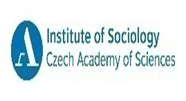 Institute of Sociology
Czech Academy of Sciences